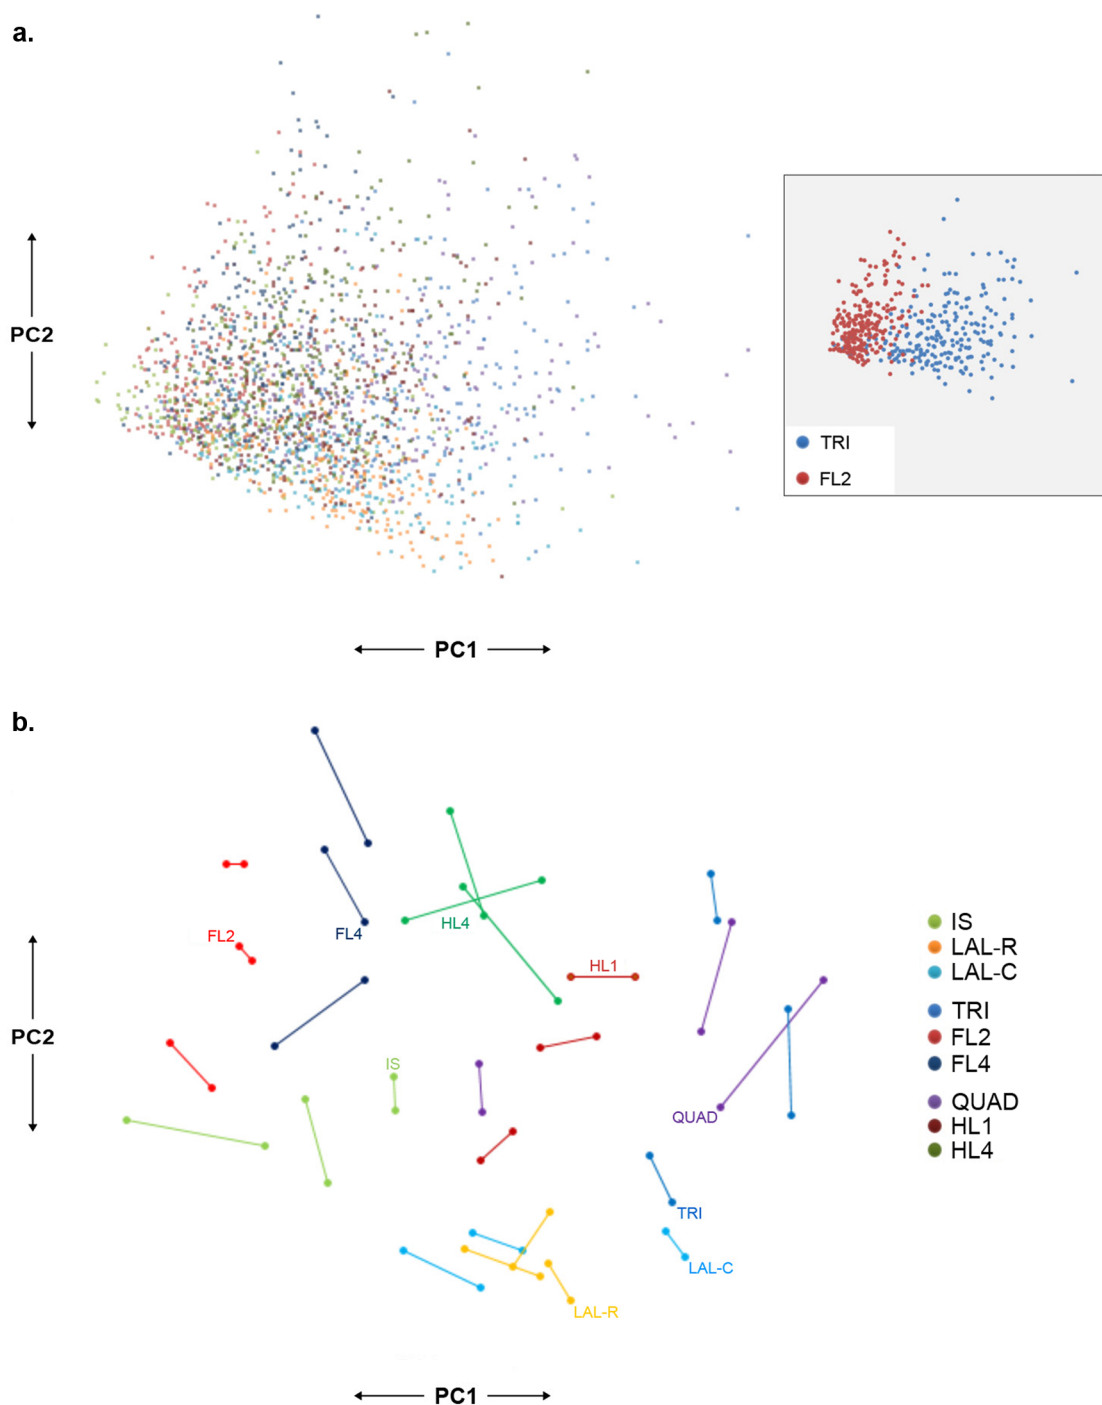 a.
PC2
TRI
FL2
PC1
b.
FL2
FL4
HL4
HL1
IS
QUAD
TRI
LAL-C
LAL-R
PC2
IS
LAL-R
LAL-C
TRI
FL2
FL4
QUAD
HL1
HL4
PC1